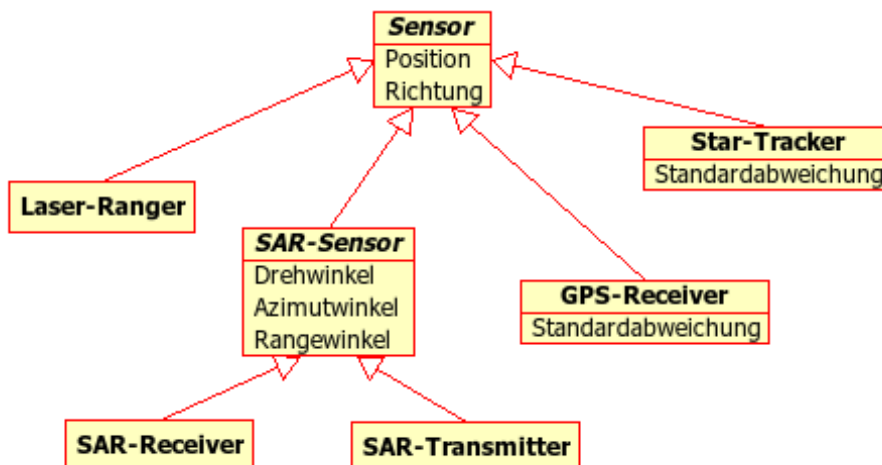 Sensor
Position
Richtung
Star-Tracker
Standardabweichung
Laser-Ranger
SAR-Sensor
Drehwinkel
Azimutwinkel
Rangewinkel
GPS-Receiver
Standardabweichung
SAR-Receiver
SAR-Transmitter